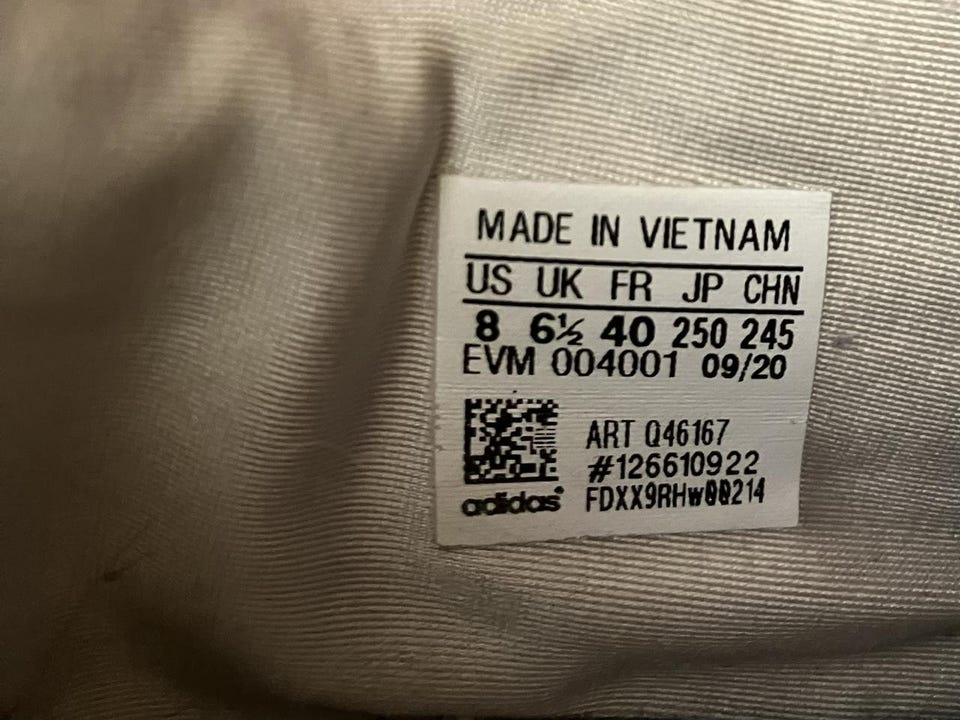 MADE IN VIETNAM
US UK FR JP CHN
8 6½ 40 250 245
EVM 004001 09/20
ART Q46167
#126610922
adidas FDXX9RHw00214